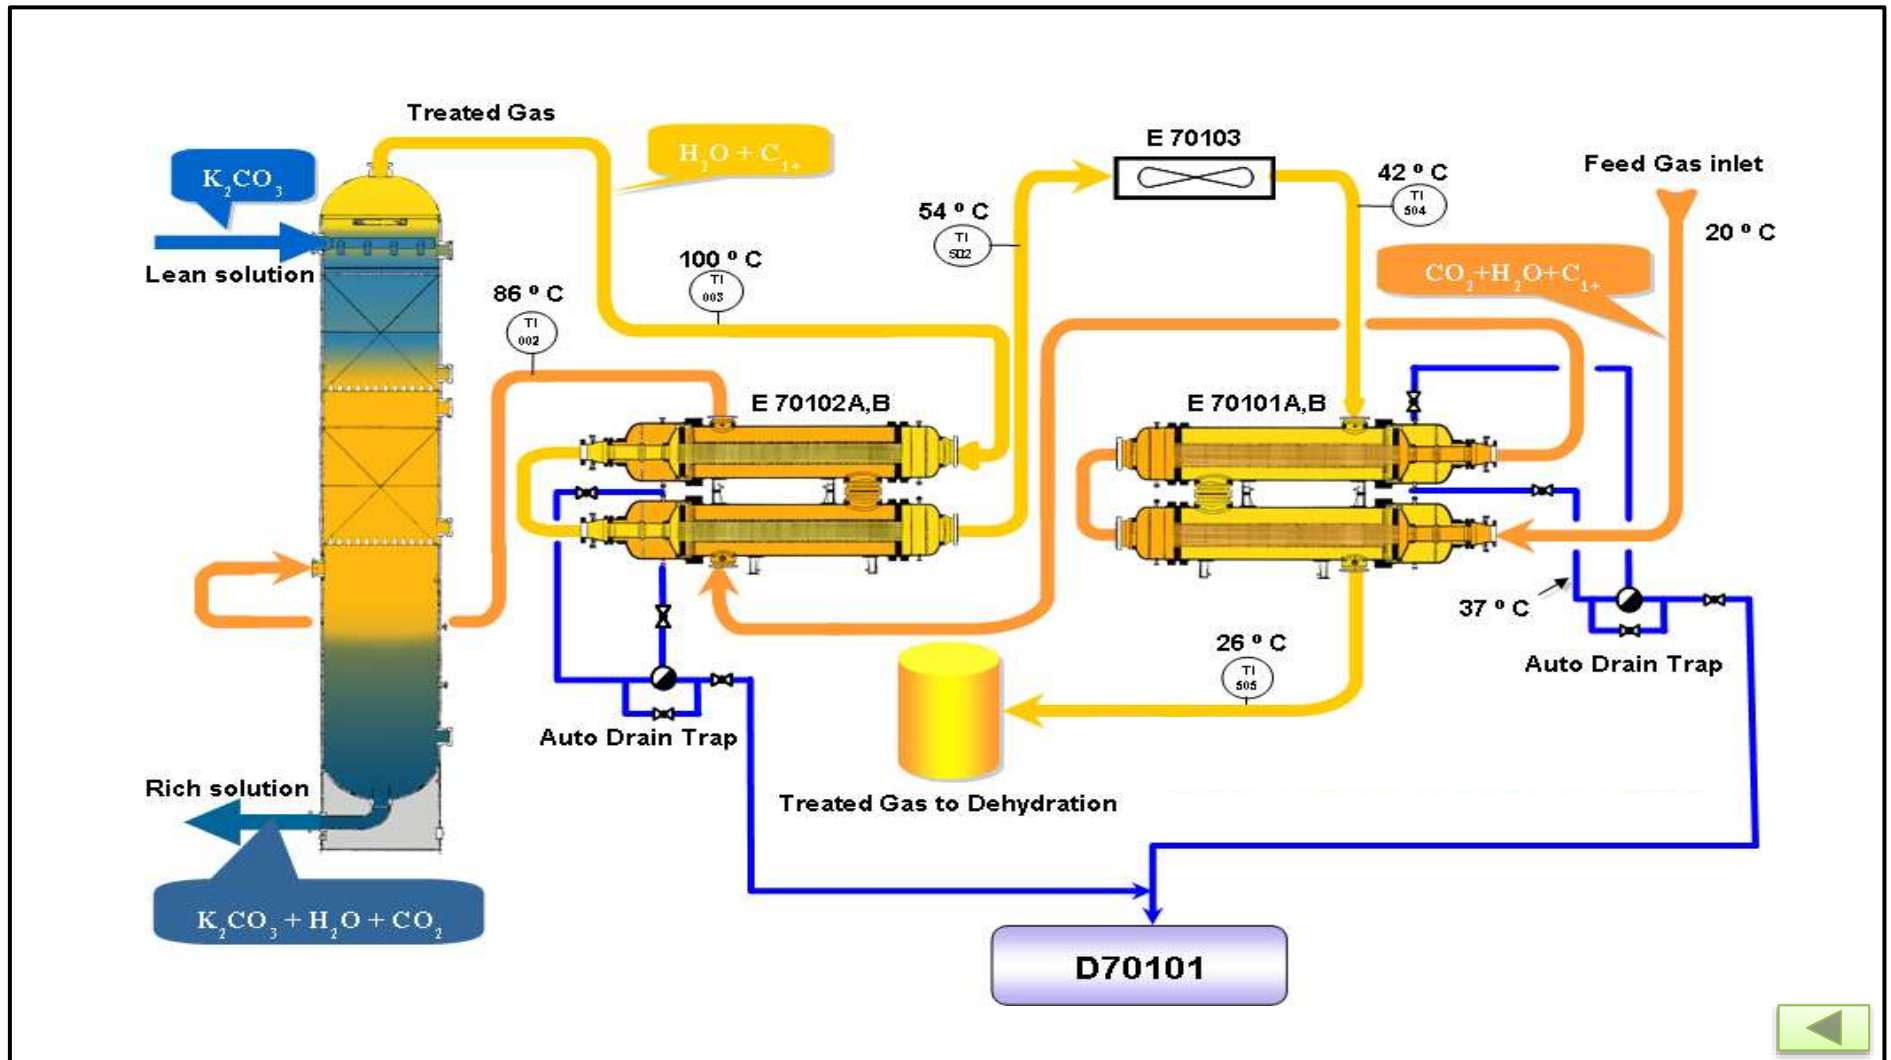 Treated Gas
H₂O + C₁₊
E 70103
Feed Gas inlet
K₂CO₃
42 º C
TI
504
54 º C
TI
502
20 º C
Lean solution
100 º C
TI
003
CO₂+H₂O+C₁₊
86 º C
TI
002
E 70102A,B
E 70101A,B
37 º C
26 º C
TI
505
Auto Drain Trap
Auto Drain Trap
Rich solution
Treated Gas to Dehydration
K₂CO₃ + H₂O + CO₂
D70101